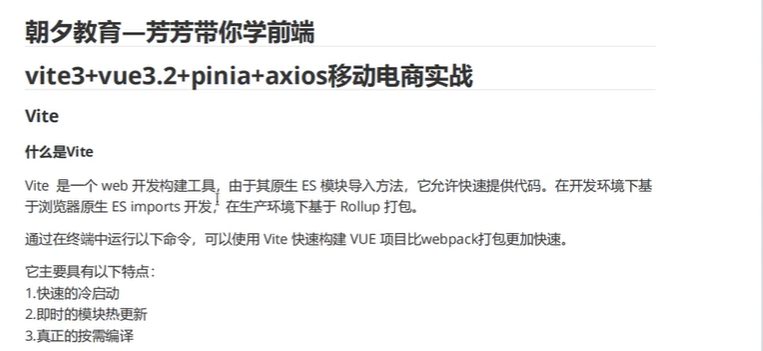 朝夕教育—芳芳带你学前端
vite3+vue3.2+pinia+axios移动电商实战
Vite
什么是Vite
Vite 是一个 web 开发构建工具，由于其原生 ES 模块导入方法，它允许快速提供代码。在开发环境下基
于浏览器原生 ES imports 开发，在生产环境下基于 Rollup 打包。
通过在终端中运行以下命令，可以使用 Vite 快速构建 VUE 项目比webpack打包更加快速。
它主要具有以下特点：
1.快速的冷启动
2.即时的模块热更新
3.真正的按需编译